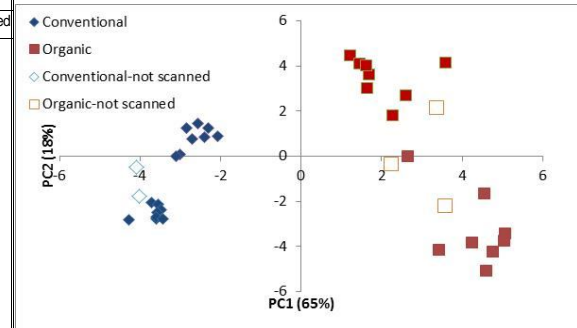 ed
Conventional
Organic
Conventional-not scanned
Organic-not scanned
PC2 (18%)
6
4
2
0
-2
-4
-6
-6
-4
-2
0
2
4
6
PC1 (65%)